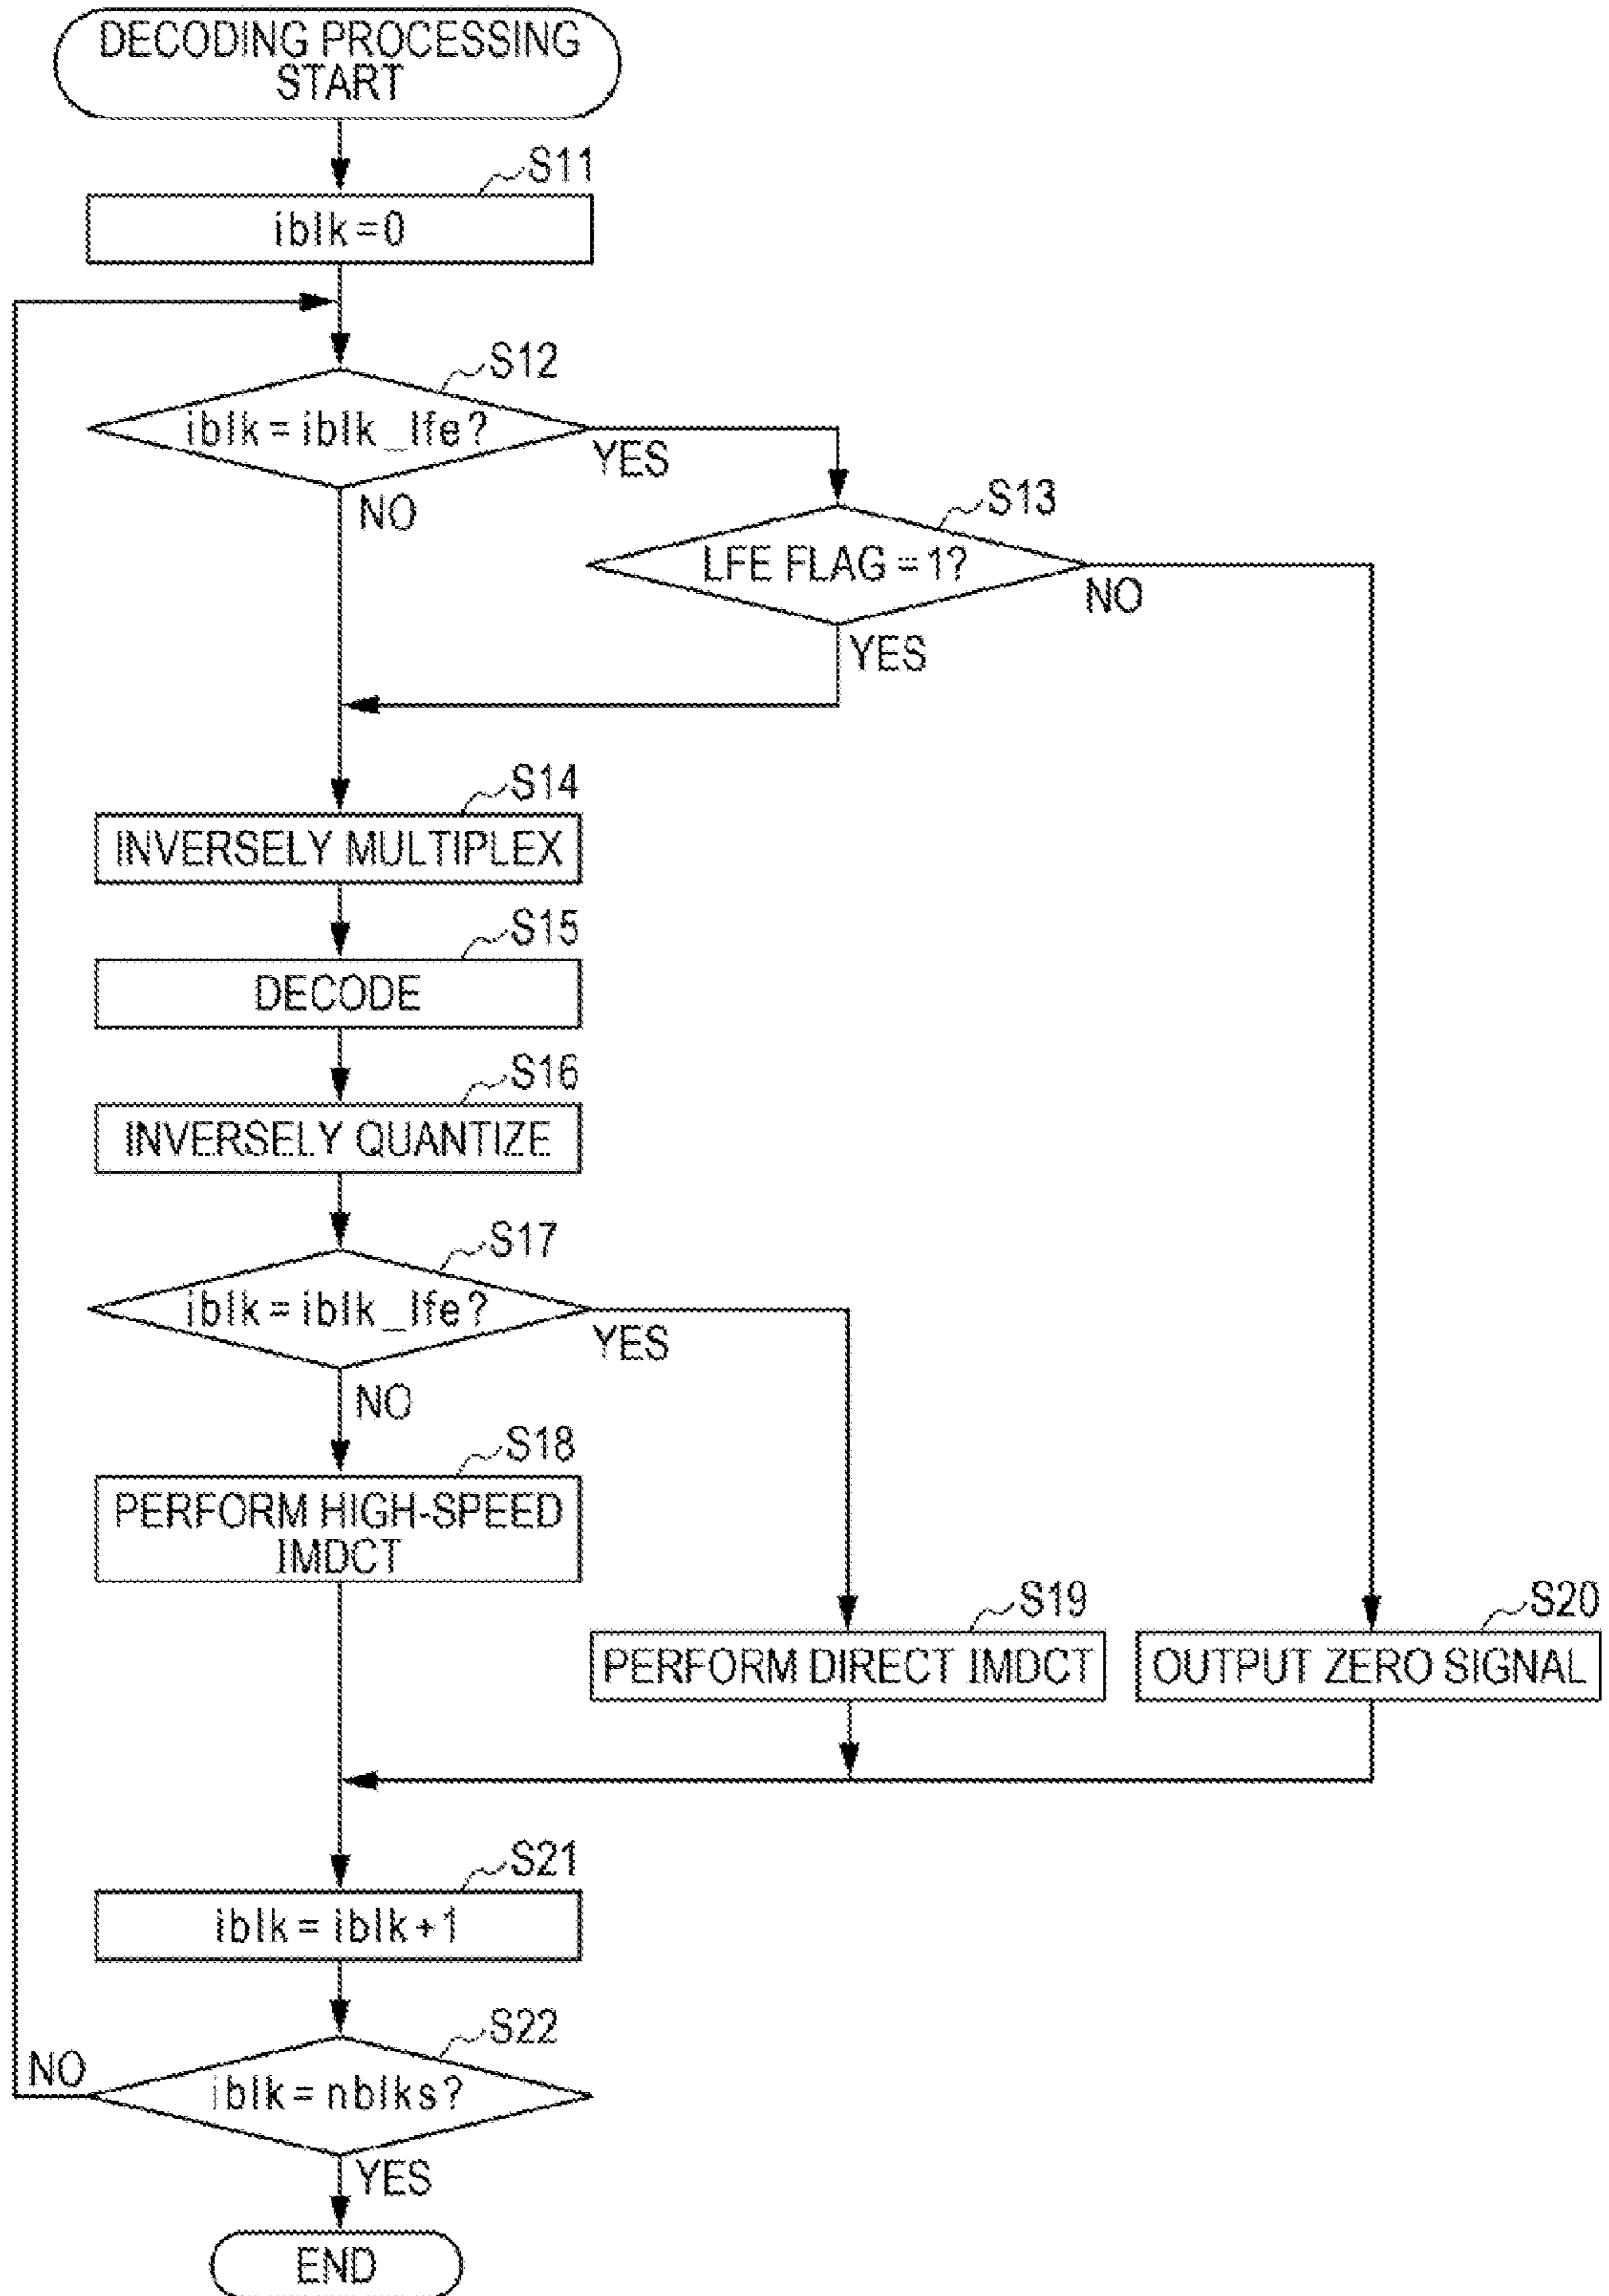 DECODING PROCESSING
START
S11
iblk=0
S12
iblk=iblk_lfe?
YES
NO
S13
LFE FLAG=1?
NO
YES
S14
INVERSELY MULTIPLEX
S15
DECODE
S16
INVERSELY QUANTIZE
S17
iblk=iblk_lfe?
YES
NO
S18
PERFORM HIGH-SPEED
IMDCT
S19
PERFORM DIRECT IMDCT
S20
OUTPUT ZERO SIGNAL
S21
iblk=iblk+1
S22
iblk=nblks?
NO
YES
END